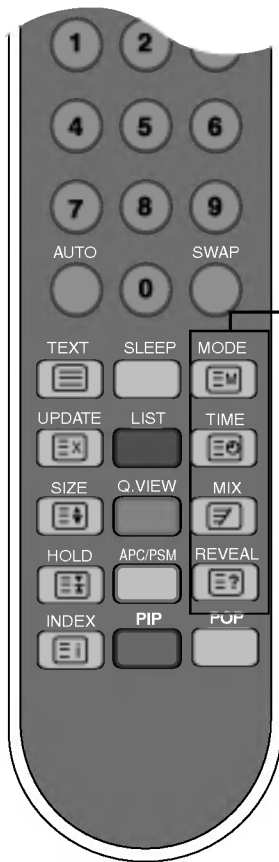 1 2
4 5 6
7 8 9
AUTO SWAP
0
TEXT SLEEP MODE
M
UPDATE LIST TIME
X
SIZE Q.VIEW MIX
HOLD APC/PSM REVEAL
?
INDEX PIP POP
i